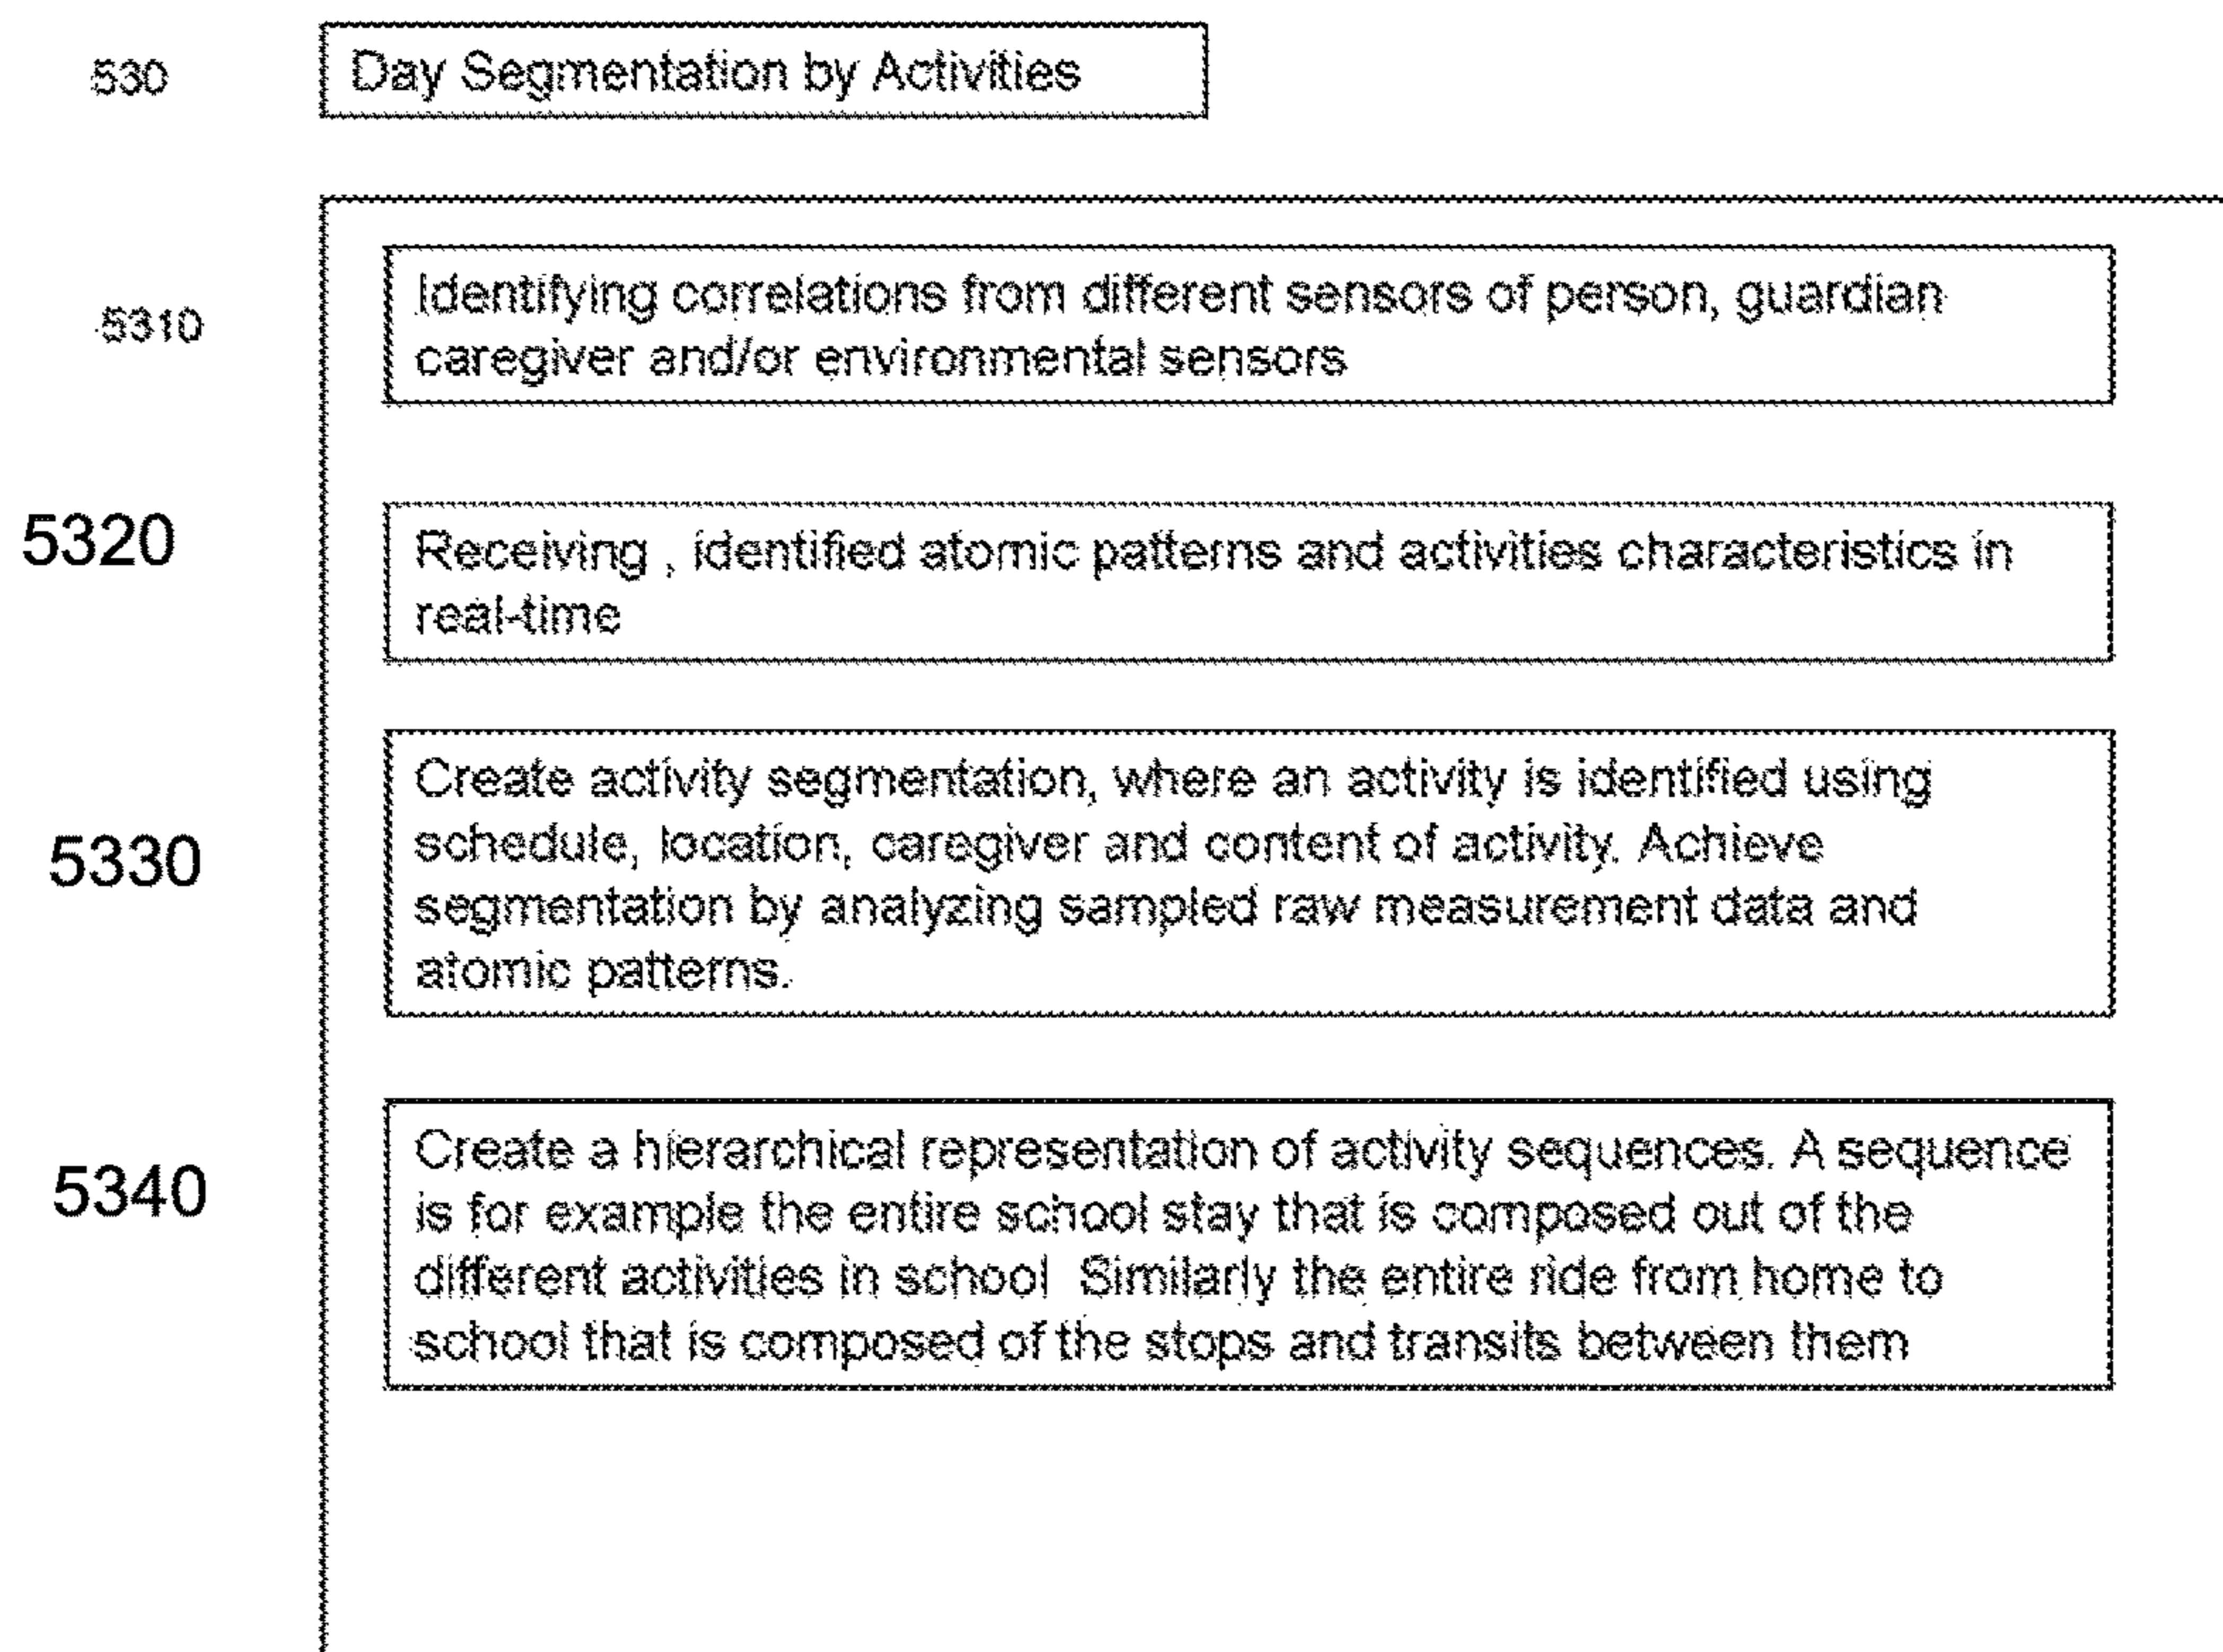 530
Day Segmentation by Activities
5310
Identifying correlations from different sensors of person, guardian
caregiver and/or environmental sensors
5320
Receiving , identified atomic patterns and activities characteristics in
real-time
5330
Create activity segmentation, where an activity is identified using
schedule, location, caregiver and content of activity. Achieve
segmentation by analyzing sampled raw measurement data and
atomic patterns.
5340
Create a hierarchical representation of activity sequences. A sequence
is for example the entire school stay that is composed out of the
different activities in school  Similarly the entire ride from home to
school that is composed of the stops and transits between them